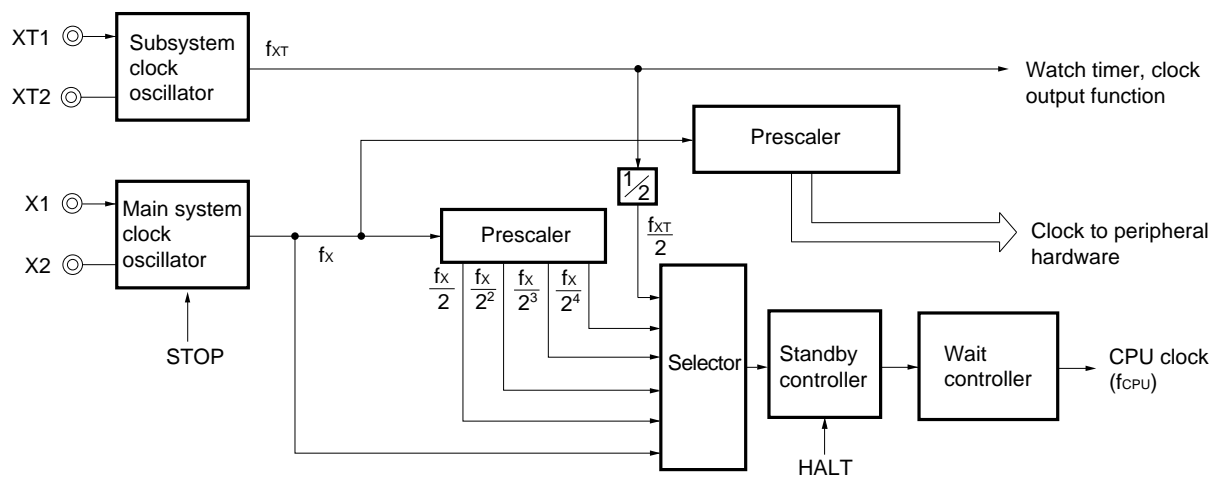 XT1
XT2
Subsystem
clock
oscillator
fXT
Watch timer, clock
output function
Prescaler
1/2
X1
X2
Main system
clock
oscillator
fX
Prescaler
fXT/2
Clock to peripheral
hardware
fX/2
fX/2²
fX/2³
fX/2⁴
STOP
Selector
Standby
controller
Wait
controller
CPU clock
(fCPU)
HALT